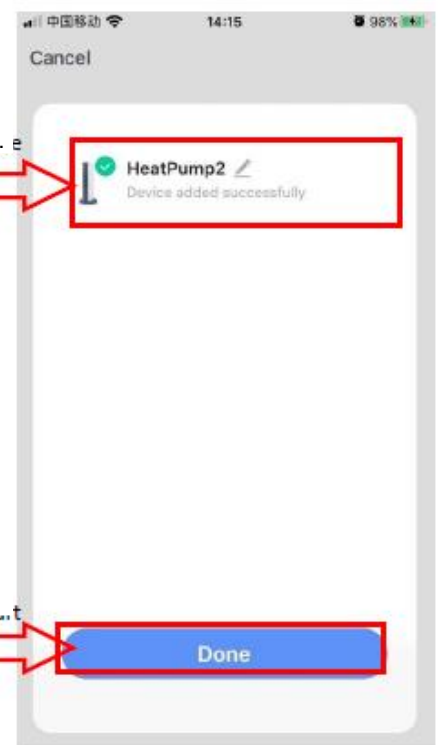 中国移动 14:15 98%
Cancel
e
HeatPump2
Device added successfully
t
Done